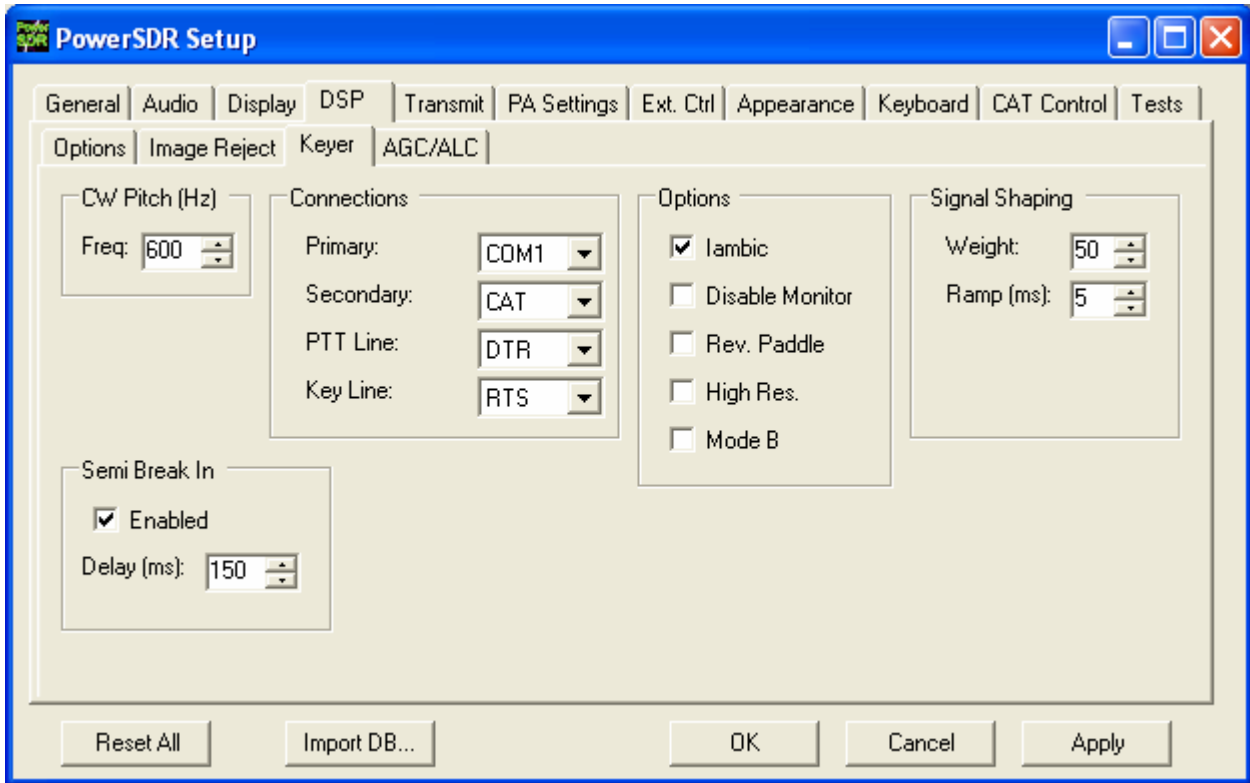 Power SDR PowerSDR Setup
General Audio Display DSP Transmit PA Settings Ext. Ctrl Appearance Keyboard CAT Control Tests
Options Image Reject Keyer AGC/ALC
CW Pitch (Hz)
Freq: 600
Connections
Primary: COM1
Secondary: CAT
PTT Line: DTR
Key Line: RTS
Options
Iambic
Disable Monitor
Rev. Paddle
High Res.
Mode B
Signal Shaping
Weight: 50
Ramp (ms): 5
Semi Break In
Enabled
Delay (ms): 150
Reset All Import DB... OK Cancel Apply